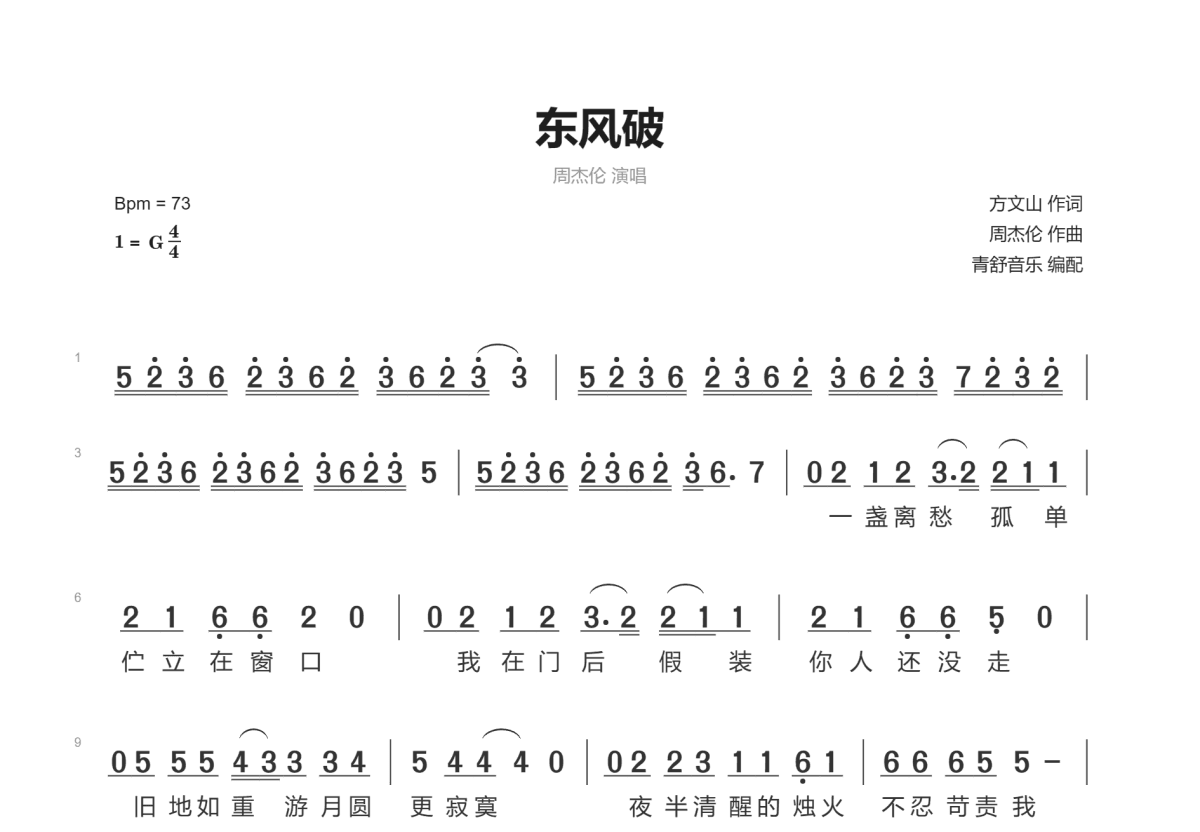 东风破
周杰伦 演唱
Bpm = 73
方文山 作词
1 = G 4/4
周杰伦 作曲
青舒音乐 编配
1
5 2 3 6 2 3 6 2 3 6 2 3 3 | 5 2 3 6 2 3 6 2 3 6 2 3 7 2 3 2 |
3
5 2 3 6 2 3 6 2 3 6 2 3 5 | 5 2 3 6 2 3 6 2 3 6. 7 | 0 2 1 2 3. 2 2 1 1 |
一 盏 离 愁 孤 单
6
2 1 6 6 2 0 | 0 2 1 2 3. 2 2 1 1 | 2 1 6 6 5 0 |
伫 立 在 窗 口 我 在 门 后 假 装 你 人 还 没 走
9
0 5 5 5 4 3 3 3 4 | 5 4 4 4 0 | 0 2 2 3 1 1 6 1 | 6 6 6 5 5 – |
旧 地 如 重 游 月 圆 更 寂 寞 夜 半 清 醒 的 烛 火 不 忍 苛 责 我